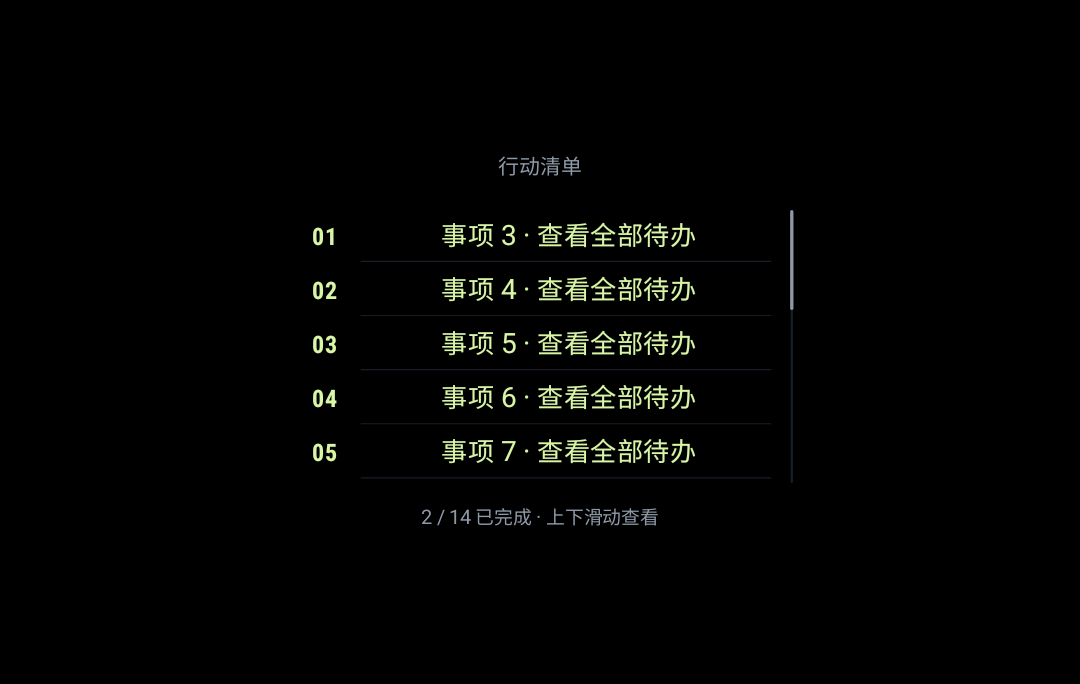 行动清单
01 事项 3 · 查看全部待办
02 事项 4 · 查看全部待办
03 事项 5 · 查看全部待办
04 事项 6 · 查看全部待办
05 事项 7 · 查看全部待办
2 / 14 已完成 · 上下滑动查看